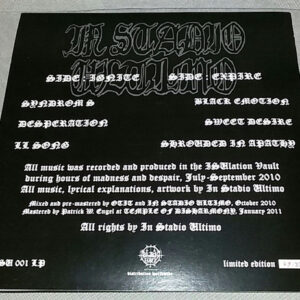 IN STADIO
ULTIMO
SIDE : IGNITE SIDE : EXPIRE
SYNDROM S BLACK EMOTION
DESPERATION SWEET DESIRE
LL SONG SHROUDED IN APATHY
All music was recorded and produced in the ISUlation Vault
during hours of madness and despair, July-September 2010
All music, lyrical explanations, artwork by In Stadio Ultimo
Mixed and pre-mastered by and IN STADIO ULTIMO, October 2010
Mastered by Patrick W. Engel at TEMPLE OF DISHARMONY, January 2011
All rights by In Stadio Ultimo
SU 001 LP limited edition
distribution worldwide